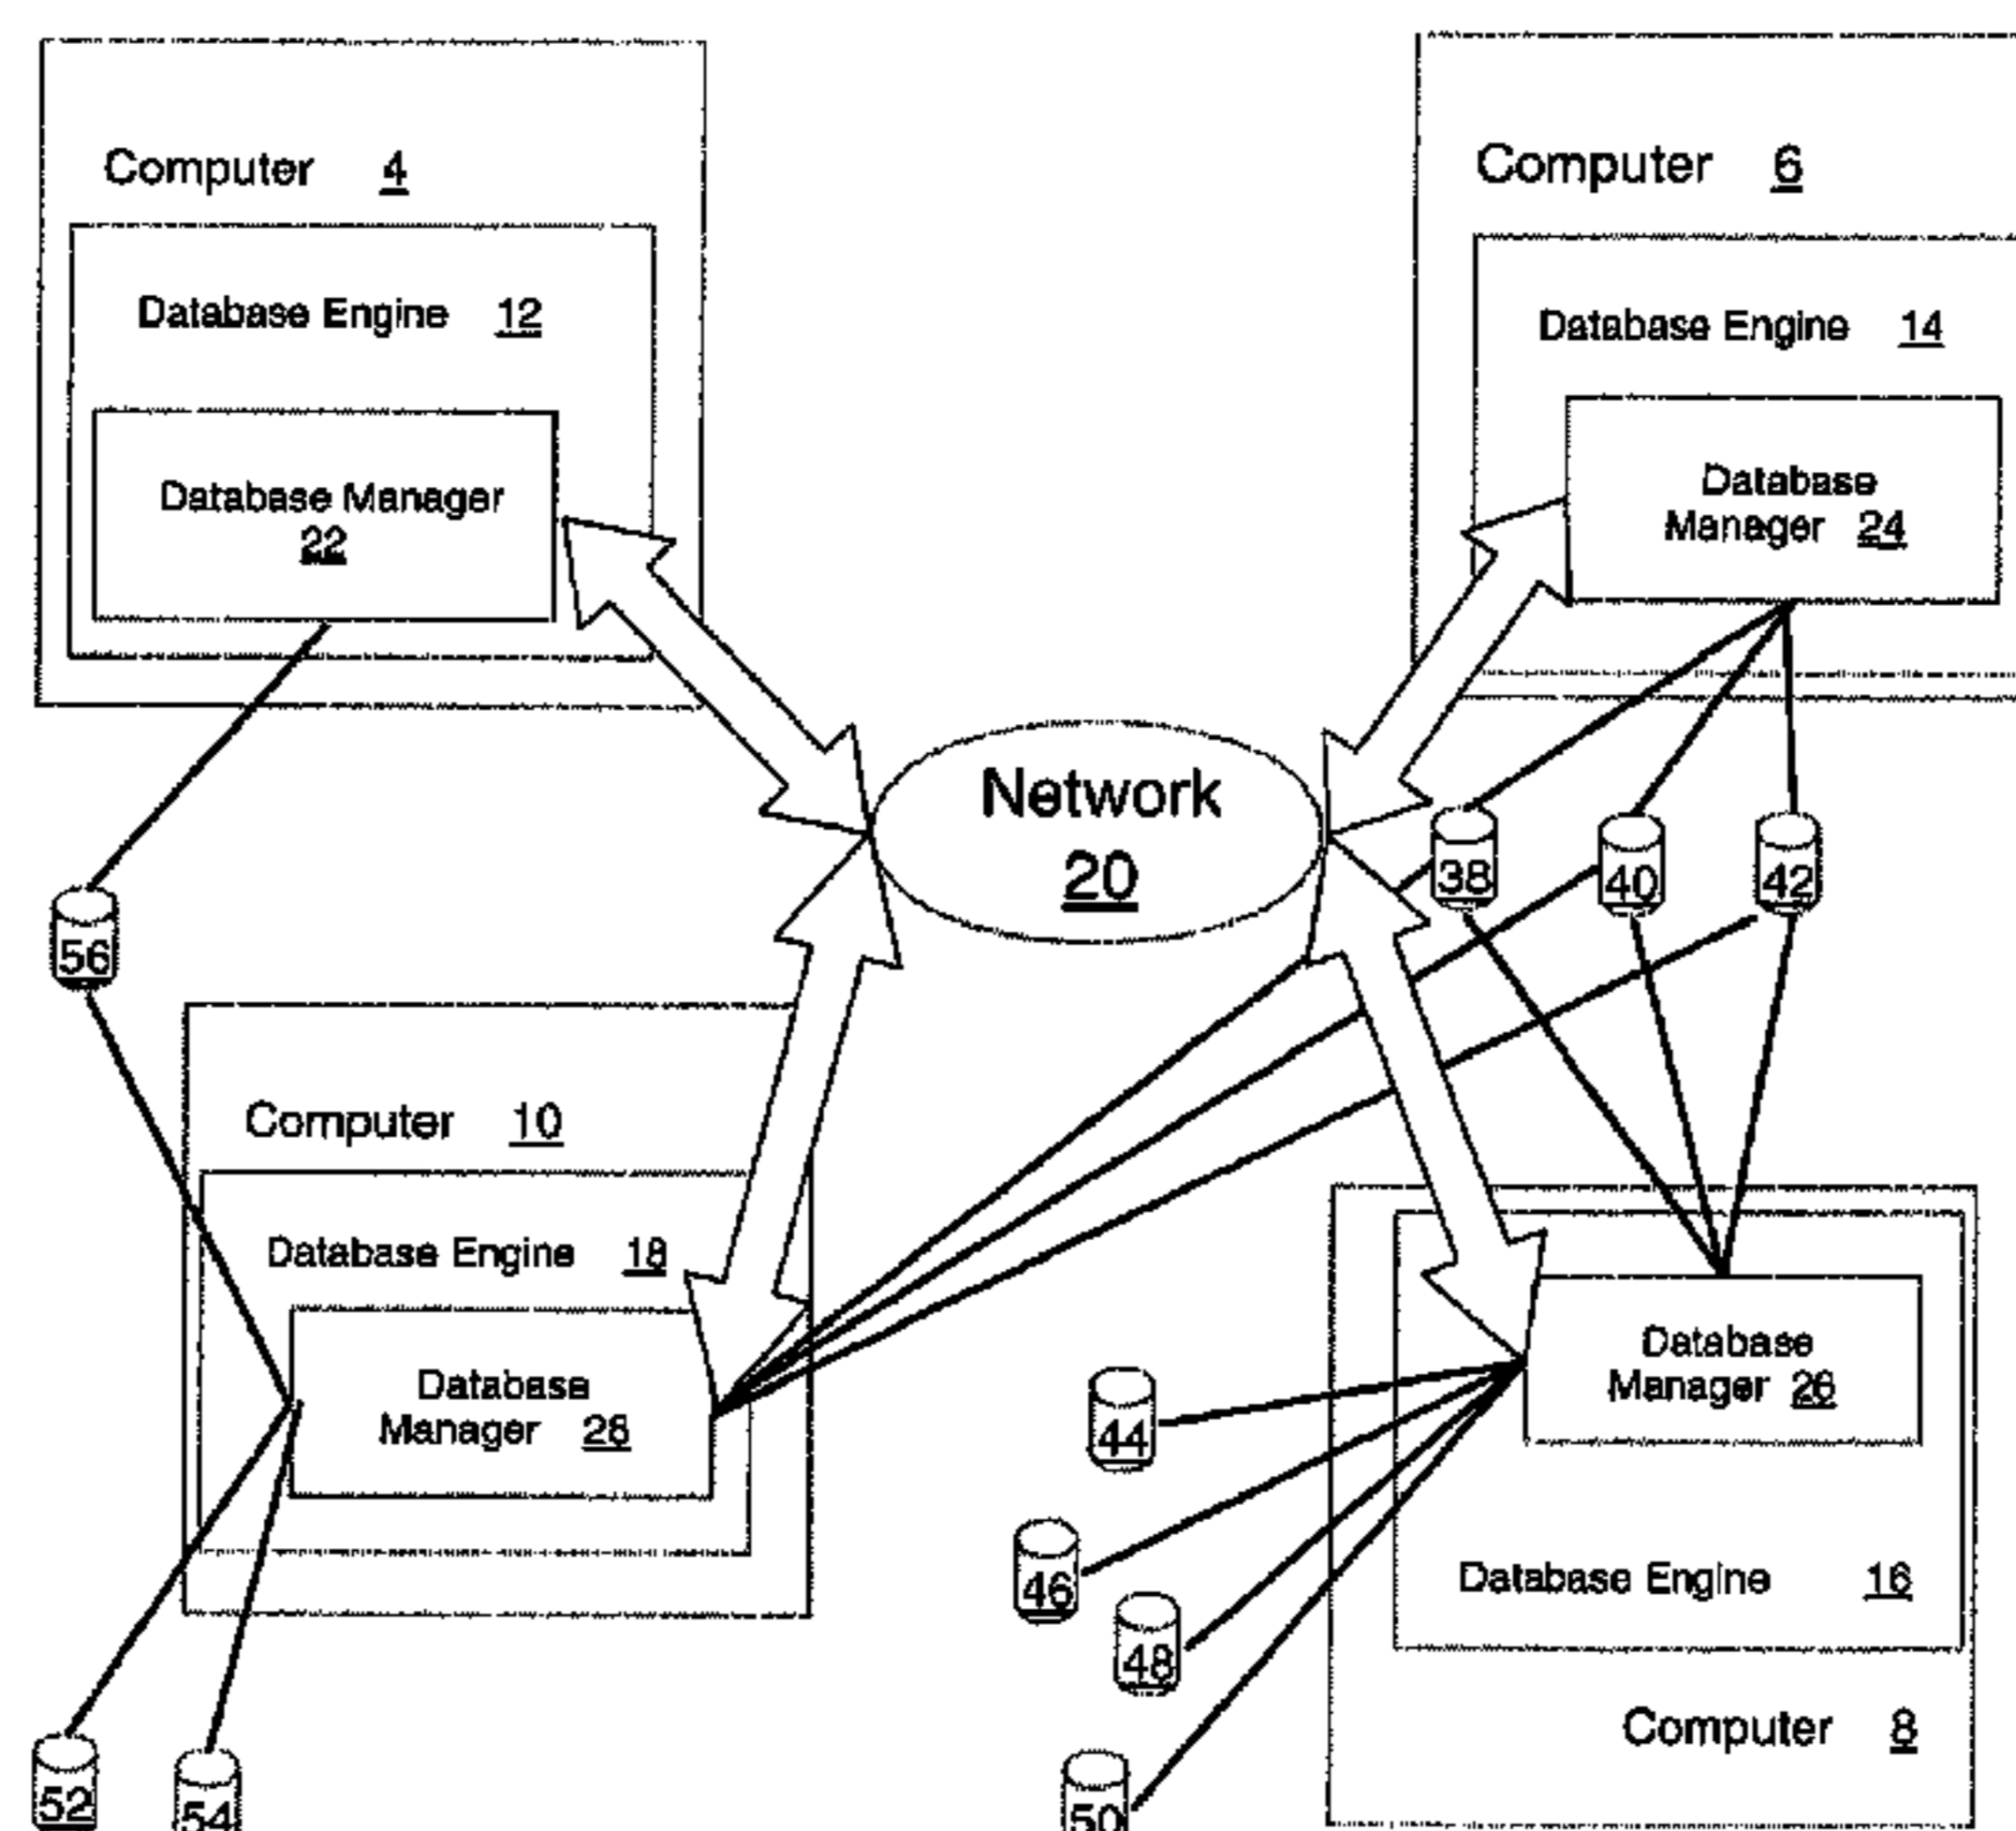 Computer 4
Database Engine 12
Database Manager
22
Computer 6
Database Engine 14
Database
Manager 24
Network
20
38
40
42
56
Computer 10
Database Engine 18
Database
Manager 28
Database
Manager 26
Database Engine 16
Computer 8
44
46
48
50
52
54